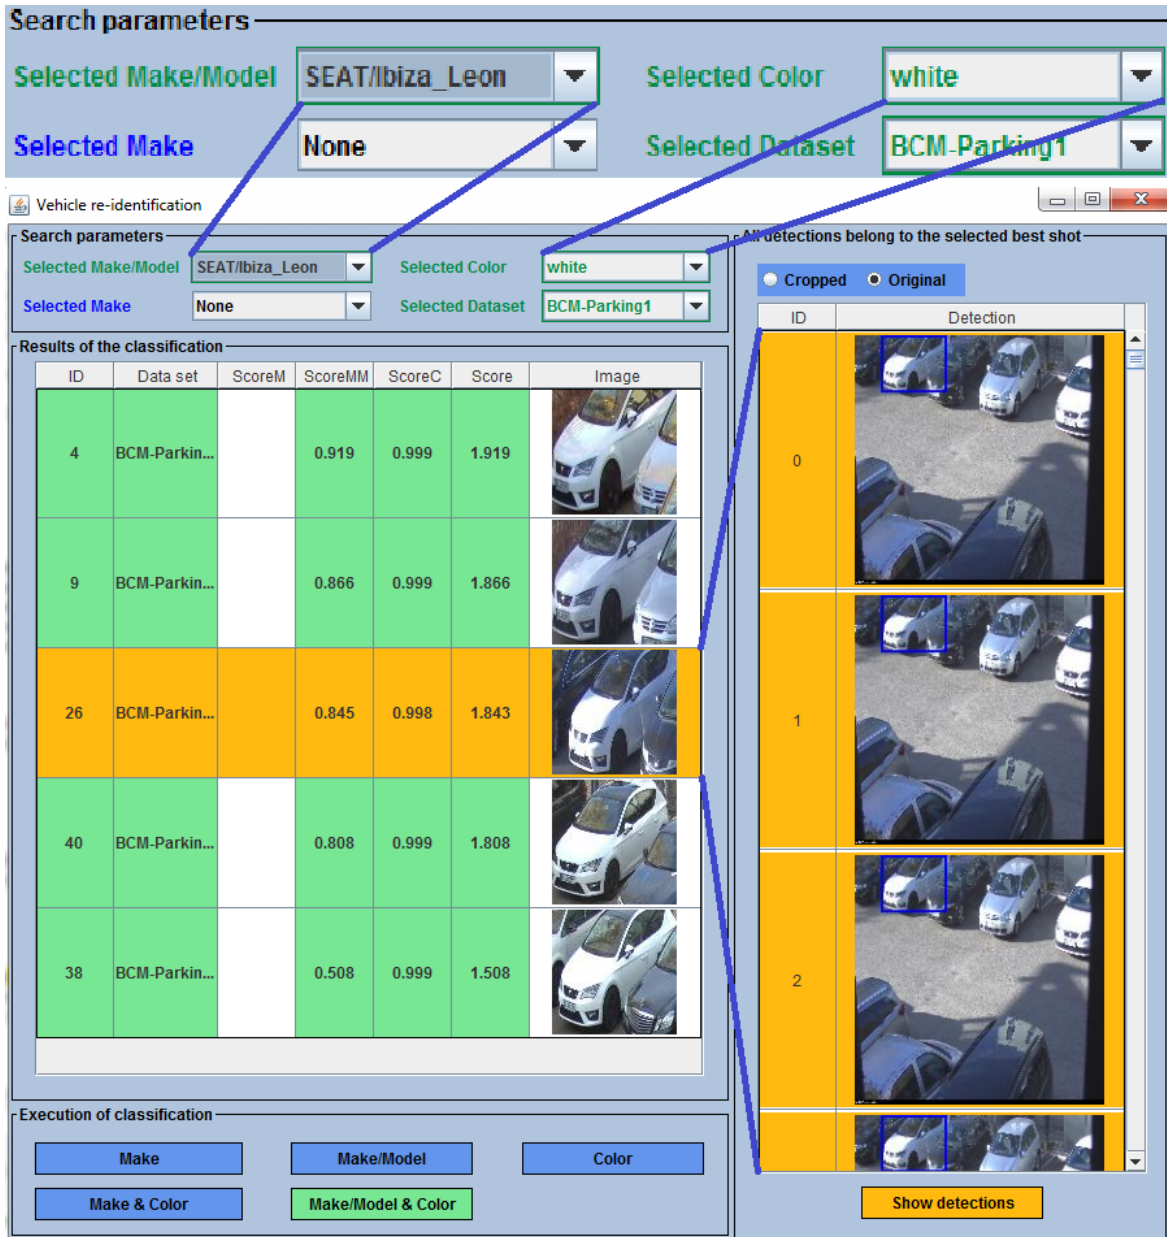 Search parameters
Selected Make/Model SEAT/Ibiza_Leon Selected Color white
Selected Make None Selected Dataset BCM-Parking1
Vehicle re-identification
Search parameters
Selected Make/Model SEAT/Ibiza_Leon Selected Color white
Selected Make None Selected Dataset BCM-Parking1
Results of the classification
ID Data set ScoreM ScoreMM ScoreC Score Image
4 BCM-Parkin... 0.919 0.999 1.919
9 BCM-Parkin... 0.866 0.999 1.866
26 BCM-Parkin... 0.845 0.998 1.843
40 BCM-Parkin... 0.808 0.999 1.808
38 BCM-Parkin... 0.508 0.999 1.508
Execution of classification
Make Make/Model Color
Make & Color Make/Model & Color
All detections belong to the selected best shot
Cropped Original
ID Detection
0
1
2
Show detections